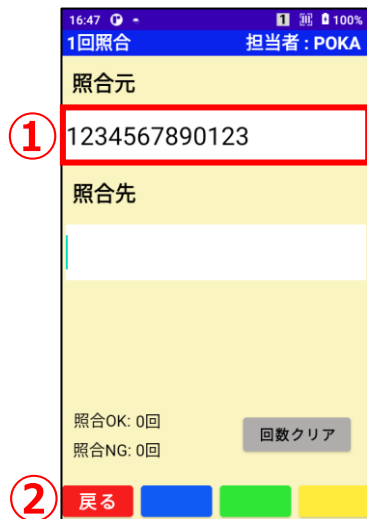 16:47 1 100%
1回照合 担当者 : POKA
照合元
① 1234567890123
照合先
照合OK: 0回
照合NG: 0回
回数クリア
② 戻る